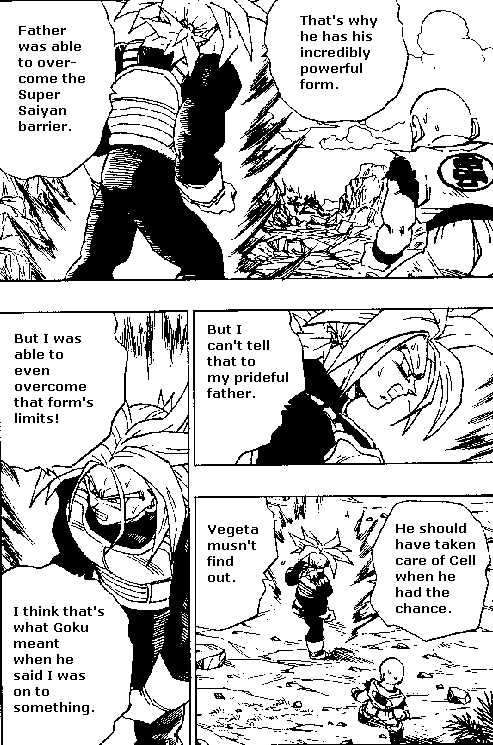 Father
was able
to over-
come the
Super
Saiyan
barrier.
That's why
he has his
incredibly
powerful
form.
But I was
able to
even
overcome
that form's
limits!
I think that's
what Goku
meant
when he
said I was
on to
something.
But I
can't tell
that to
my prideful
father.
Vegeta
musn't
find
out.
He should
have taken
care of Cell
when he
had the
chance.